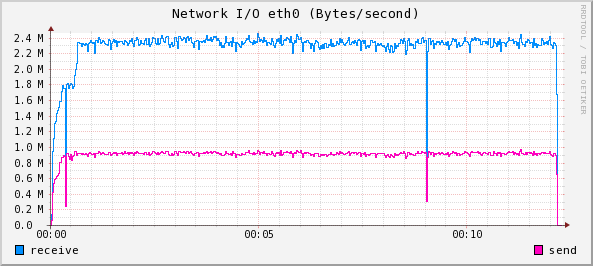 Network I/O eth0 (Bytes/second)
RRDTOOL / TOBI OETIKER
2.4 M
2.2 M
2.0 M
1.8 M
1.6 M
1.4 M
1.2 M
1.0 M
0.8 M
0.6 M
0.4 M
0.2 M
0.0
00:00 00:05 00:10
receive send